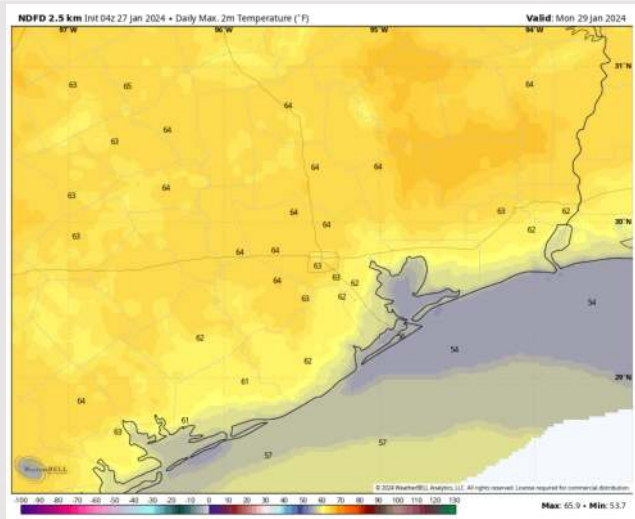 NDFD 2.5 km Init 04z 27 Jan 2024 • Daily Max. 2m Temperature (°F) Valid: Mon 29 Jan 2024
97°W 96°W 95°W 94°W
31°N
63 65 64
64
64
63
64 64
64
63
64 63 62
64
62
63
30°N
64 64
63
64 63 62
63 62
54
62
54
62
29°N
61
64
61
63
57
57
WeatherBELL
© 2024 WeatherBELL Analytics, LLC. All rights reserved. License required for commercial distribution.
-100 -90 -80 -70 -60 -50 -40 -30 -20 -10 0 10 20 30 40 50 60 70 80 90 100 110 120 130
Max: 65.9 • Min: 53.7